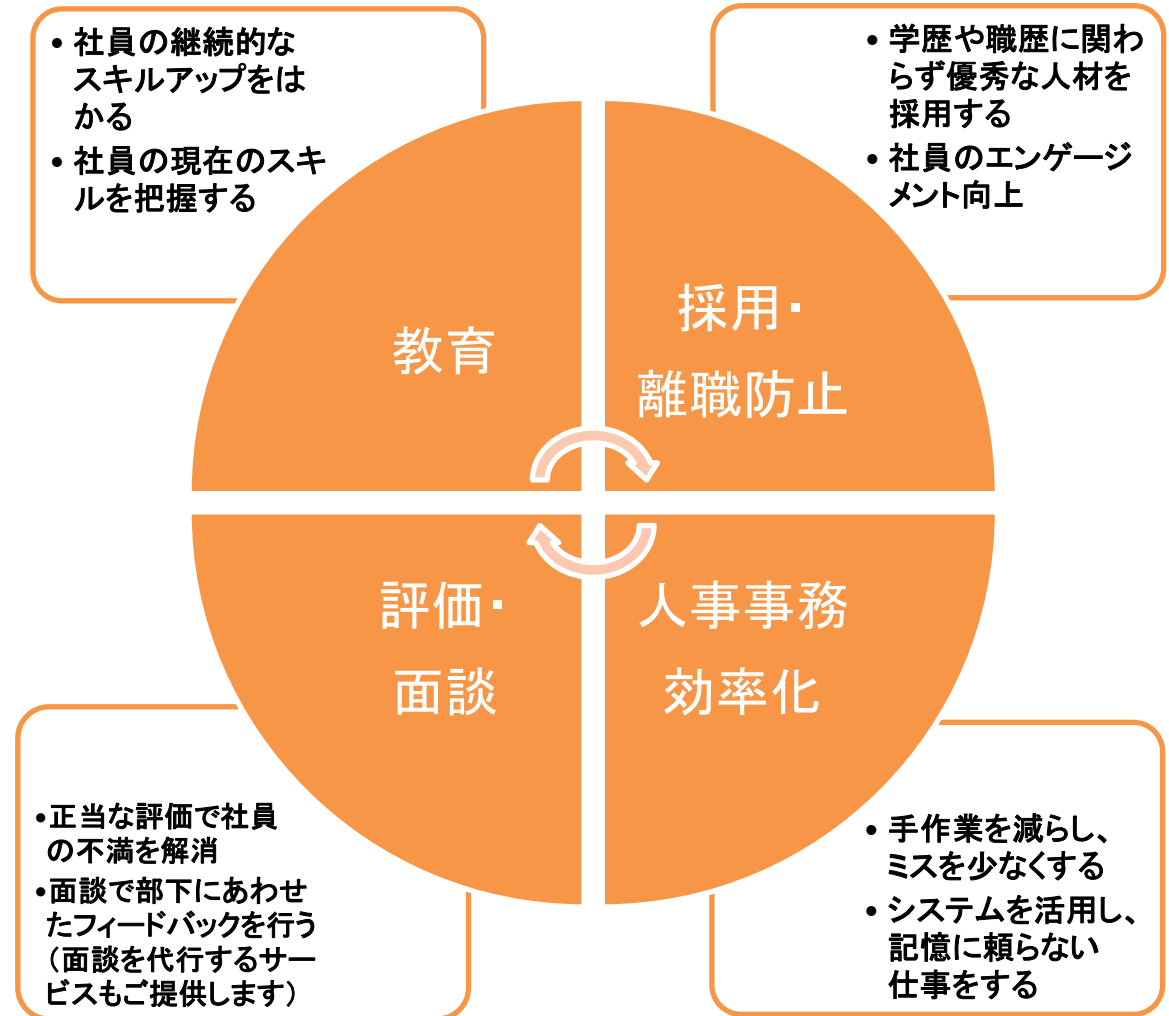 • 社員の継続的な
スキルアップをは
かる
• 社員の現在のスキ
ルを把握する
• 学歴や職歴に関わ
らず優秀な人材を
採用する
• 社員のエンゲージ
メント向上
教育
採用・
離職防止
評価・
面談
人事事務
効率化
•正当な評価で社員
の不満を解消
•面談で部下にあわせ
たフィードバックを行う
（面談を代行するサー
ビスもご提供します）
• 手作業を減らし、
ミスを少なくする
• システムを活用し、
記憶に頼らない
仕事をする